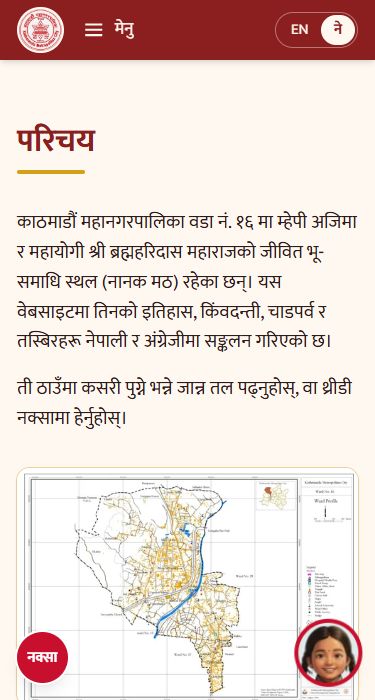 मेनु
EN
ने
परिचय
काठमाडौं महानगरपालिका वडा नं. १६ मा म्हेपी अजिमा
र महायोगी श्री ब्रह्महरिदास महाराजको जीवित भू-
समाधि स्थल (नानक मठ) रहेका छन्। यस
वेबसाइटमा तिनको इतिहास, किंवदन्ती, चाडपर्व र
तस्बिरहरू नेपाली र अंग्रेजीमा सङ्कलन गरिएको छ।
ती ठाउँमा कसरी पुग्ने भन्ने जान्न तल पढ्नुहोस्, वा थ्रीडी
नक्सामा हेर्नुहोस्।
Ward Profile
नक्सा